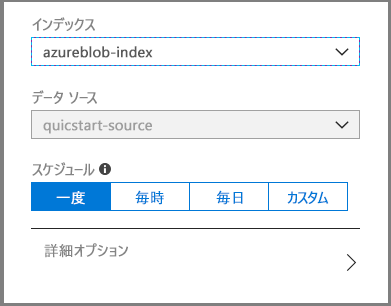 インデックス
azureblob-index
データ ソース
quicstart-source
スケジュール
一度 毎時 毎日 カスタム
詳細オプション